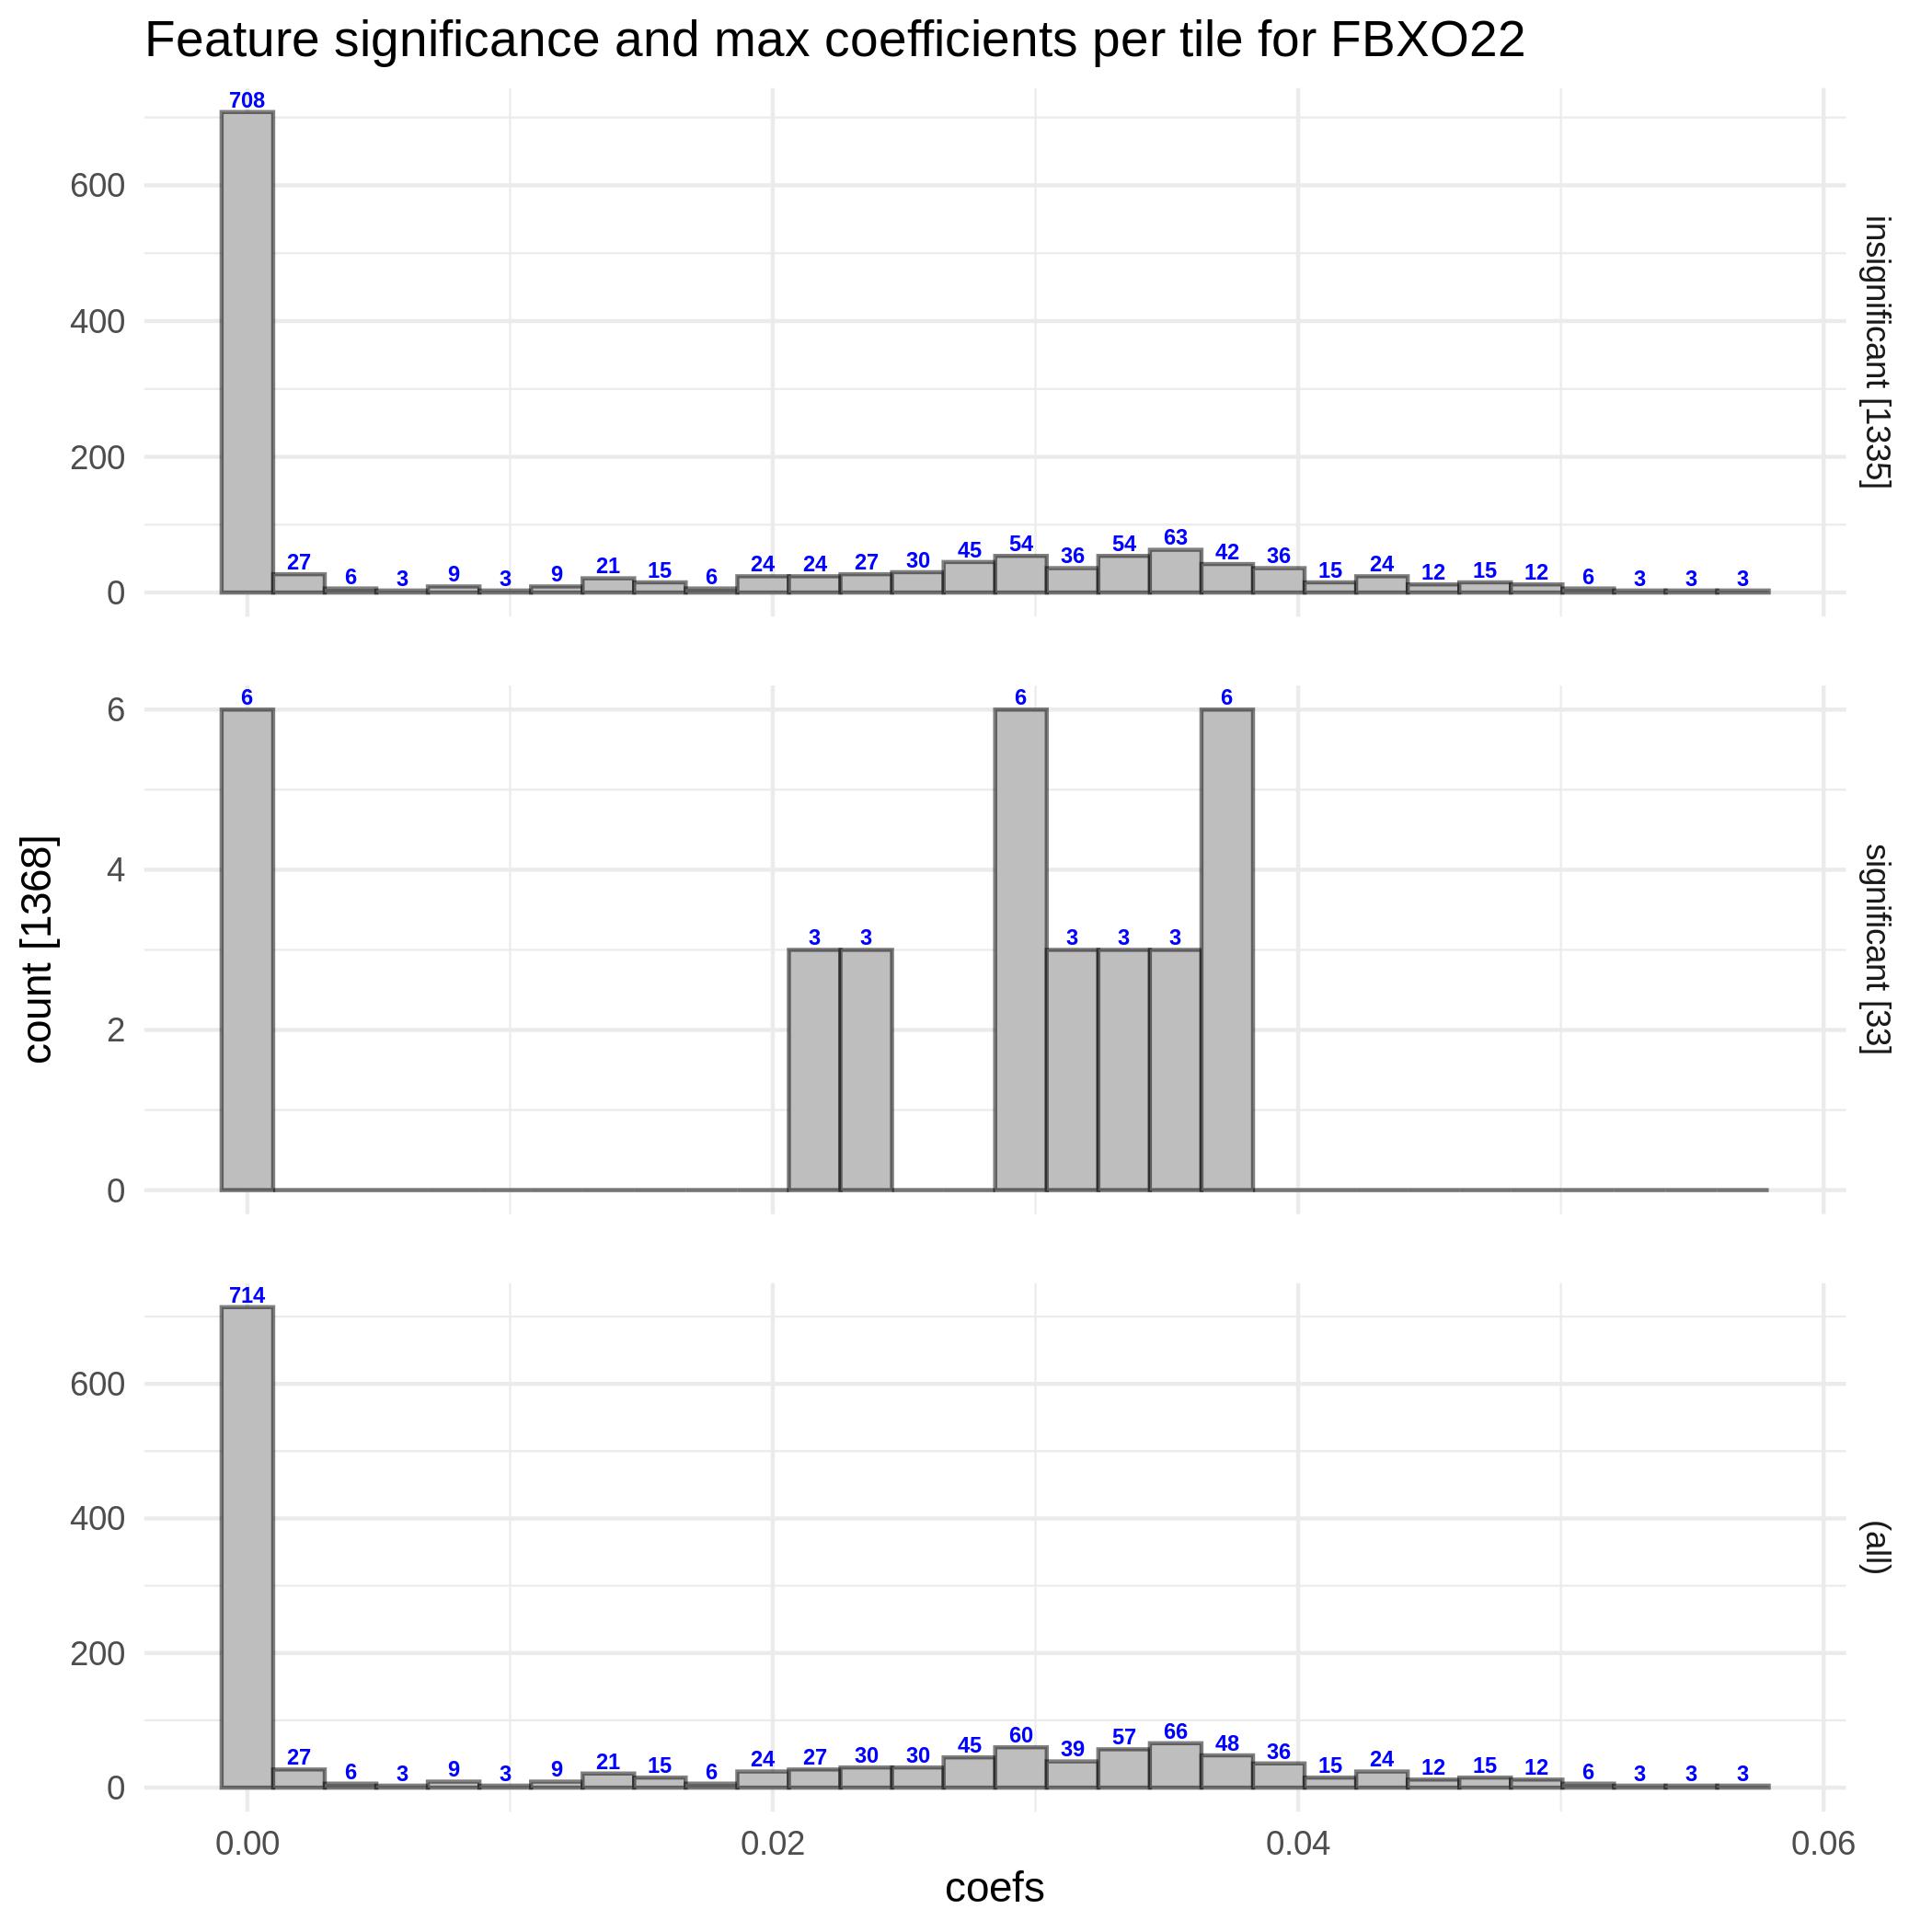 Feature significance and max coefficients per tile for FBXO22
708
600
400
200
0
27 6 3 9 3 9 21 15 6 24 24 27 30 45 54 36 54 63 42 36 15 24 12 15 12 6 3 3 3
insignificant [1335]
count [1368]
6
4
2
0
6 3 3 6 3 3 3 6
significant [33]
714
600
400
200
0
27 6 3 9 3 9 21 15 6 24 27 30 30 45 60 39 57 66 48 36 15 24 12 15 12 6 3 3 3
(all)
0.00 0.02 0.04 0.06
coefs